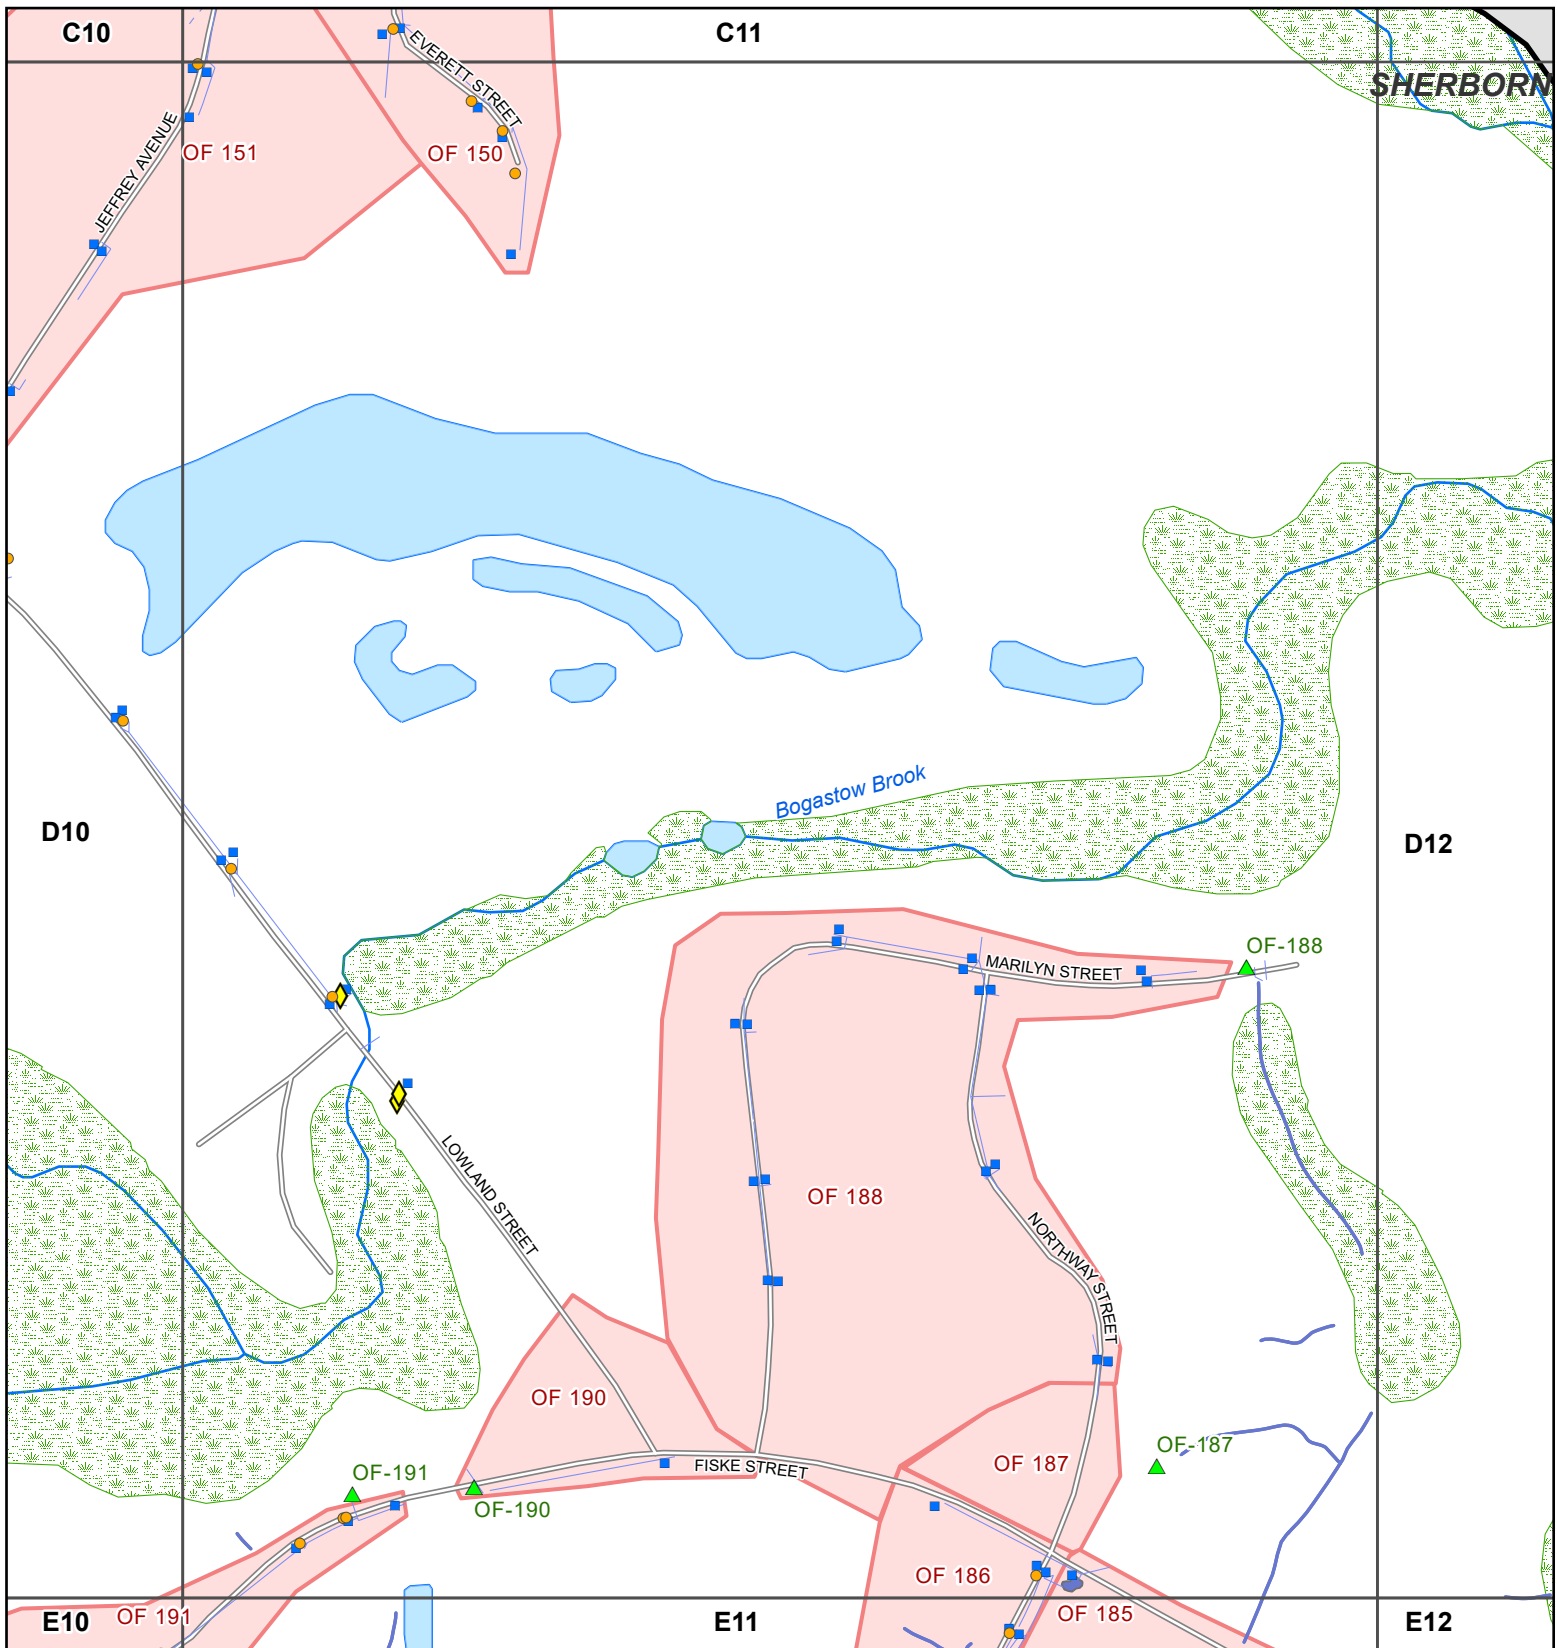 C10
C11
EVERETT STREET
SHERBORN
JEFFREY AVENUE
OF 151
OF 150
Bogastow Brook
D10
D12
OF-188
MARILYN STREET
LOWLAND STREET
OF 188
NORTHWAY STREET
OF 190
OF-187
OF 187
FISKE STREET
OF-191
OF-190
OF 186
OF 185
E10
OF 191
E11
E12